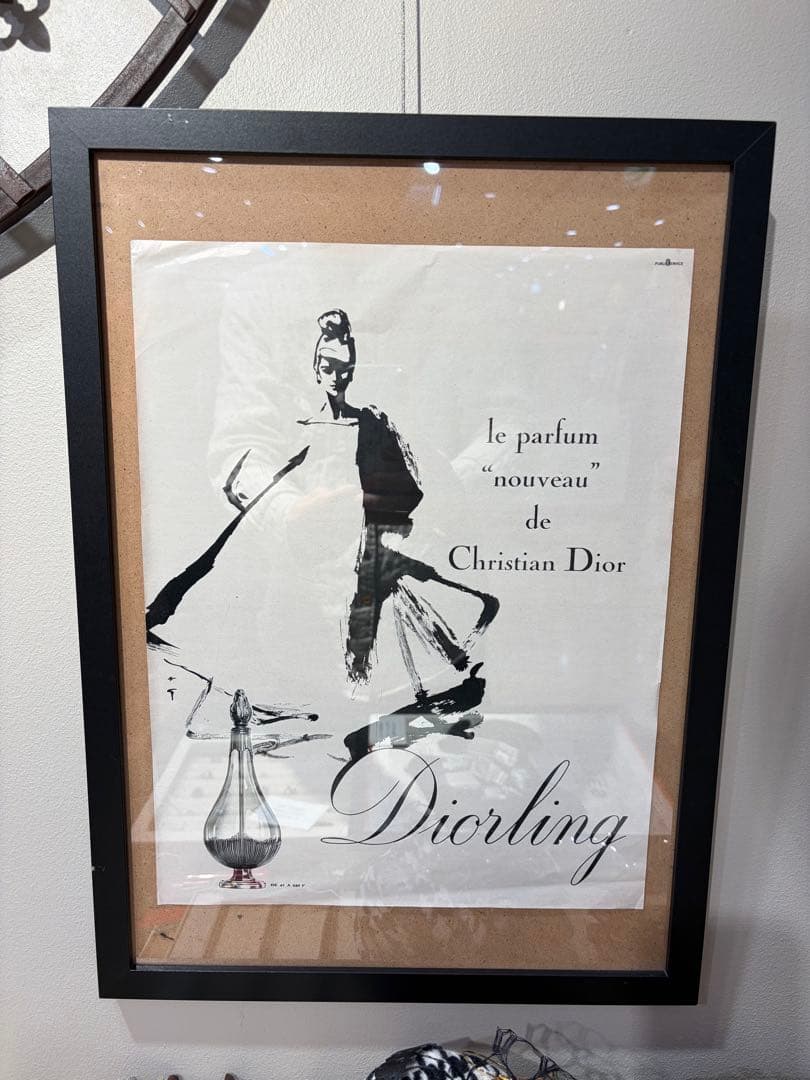 le parfum
“nouveau”
de
Christian Dior
Diorling